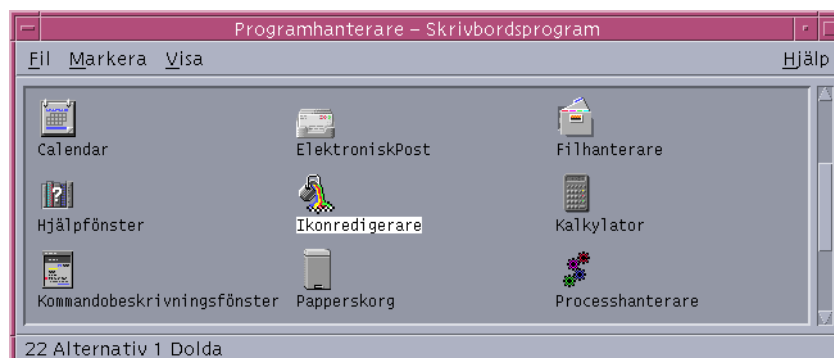 Programhanterare – Skrivbordsprogram
Fil Markera Visa Hjälp
Calendar ElektroniskPost Filhanterare
Hjälpfönster Ikonredigerare Kalkylator
Kommandobeskrivningsfönster Papperskorg Processhanterare
22 Alternativ 1 Dolda